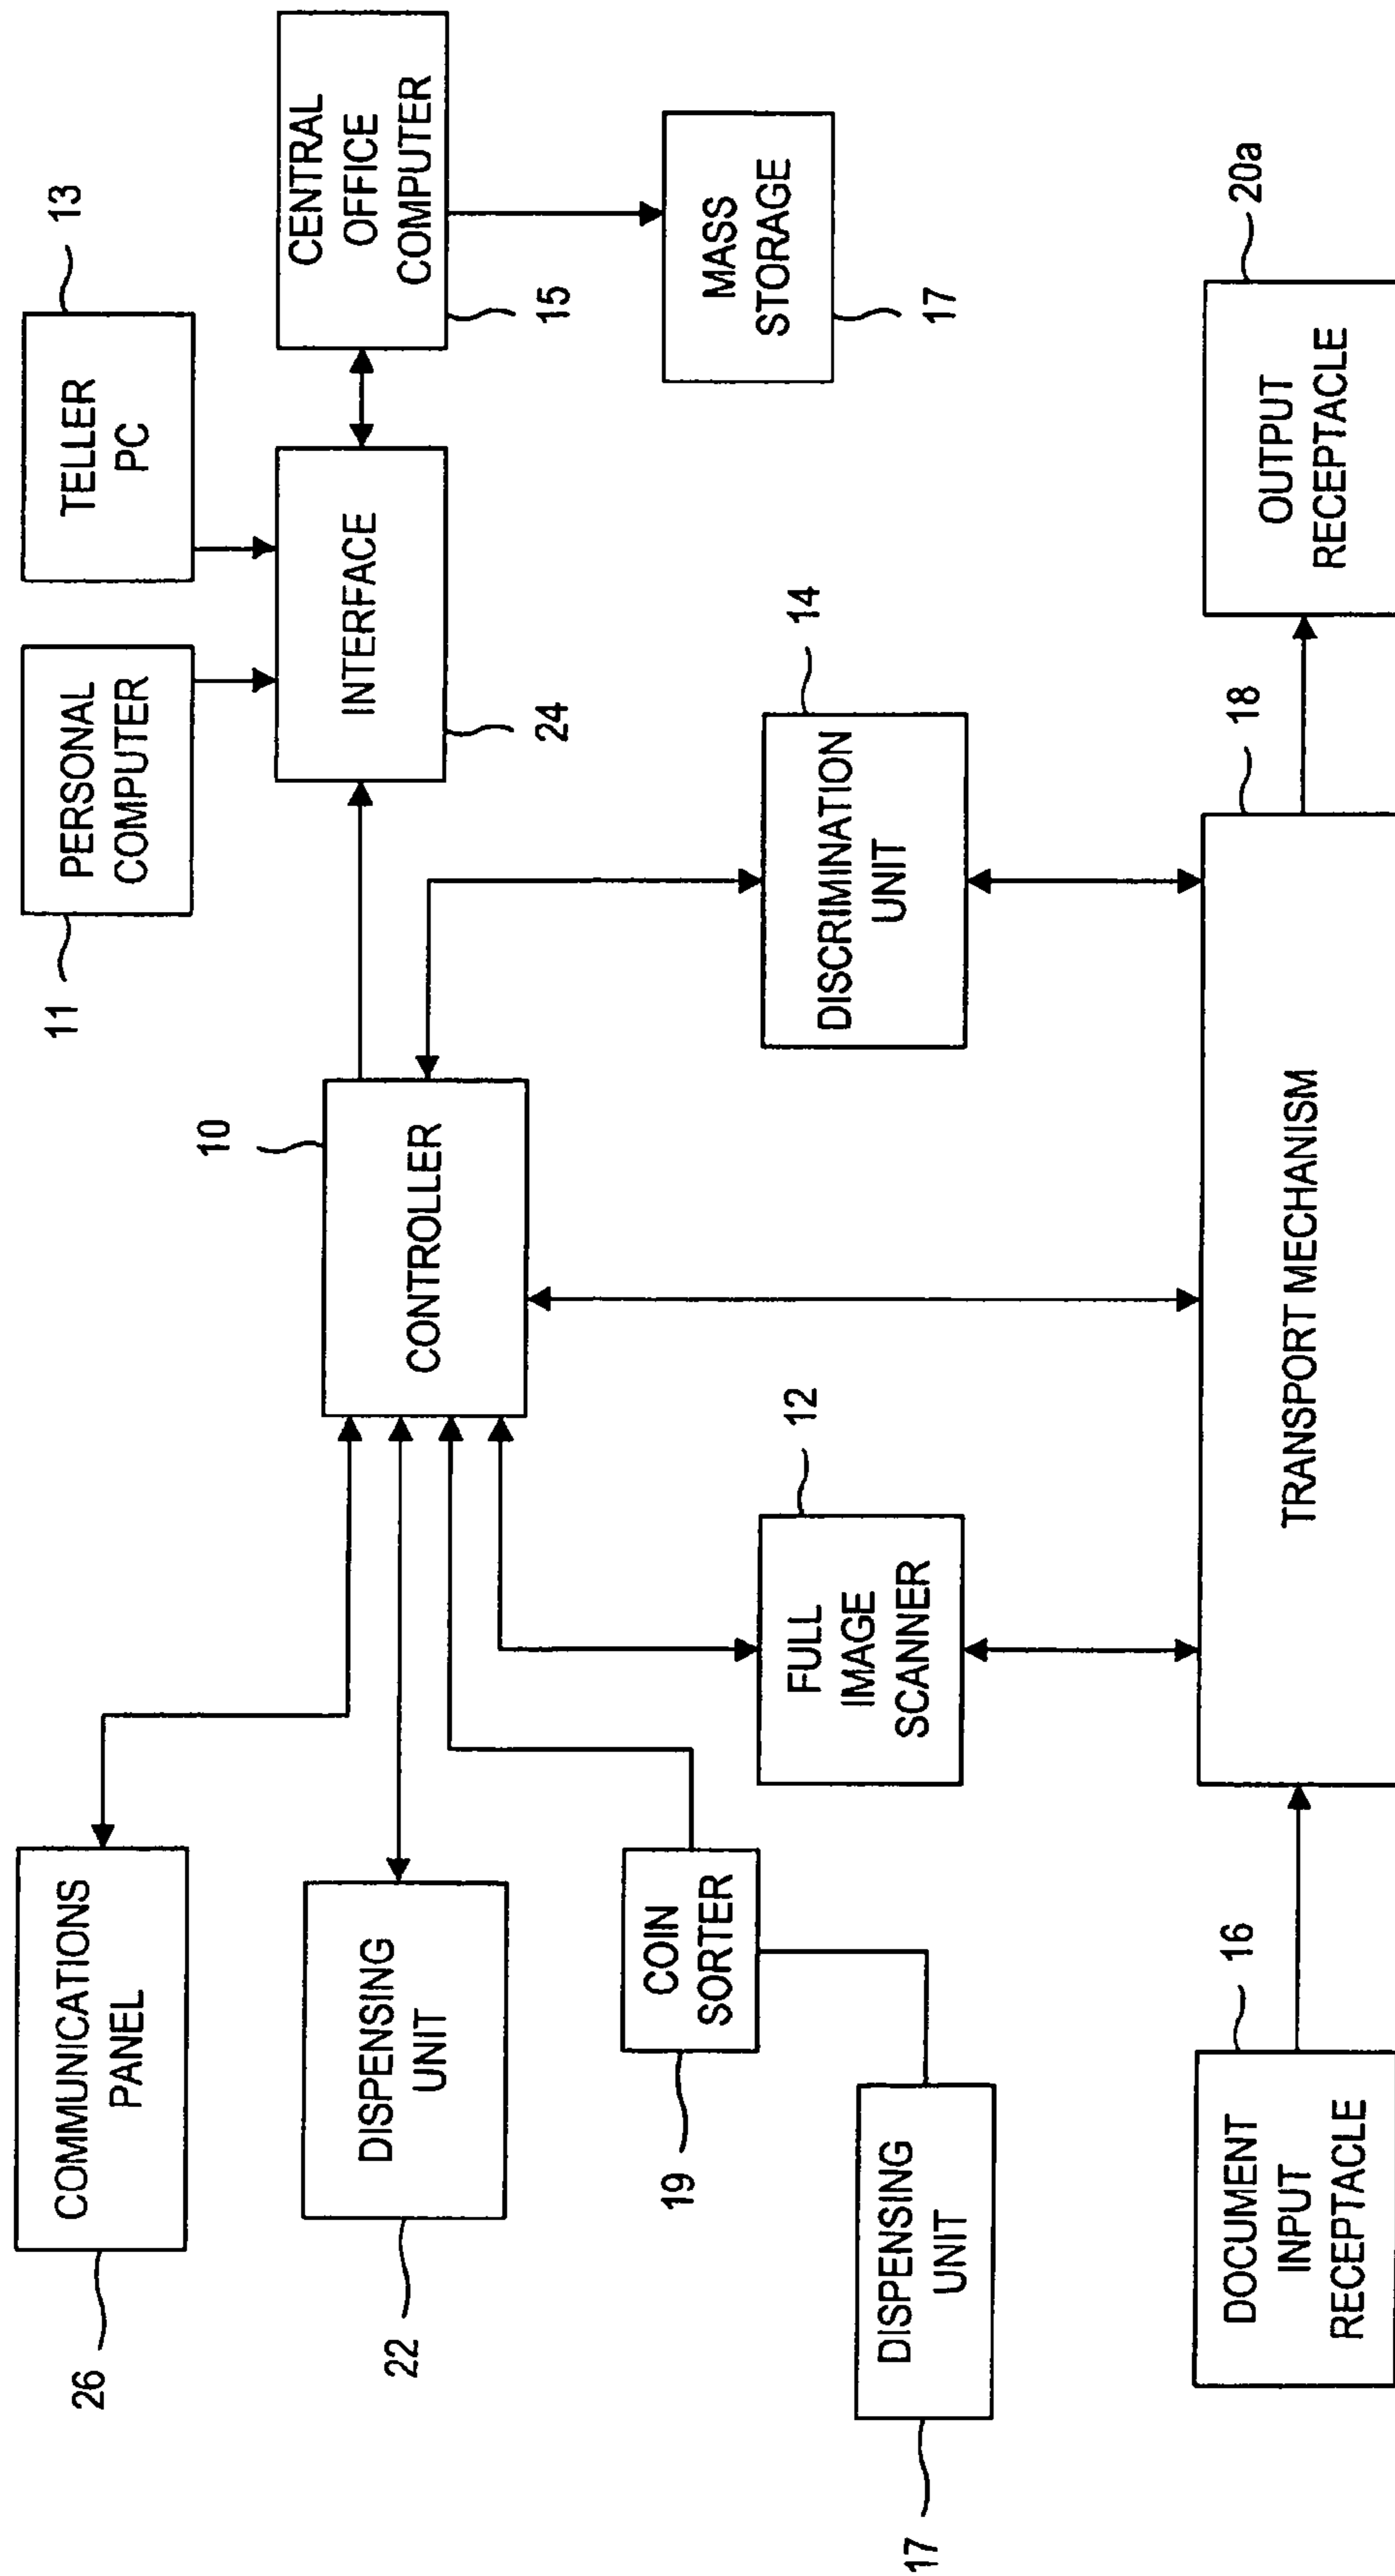 26
COMMUNICATIONS
PANEL
22
DISPENSING
UNIT
19
COIN
SORTER
17
DISPENSING
UNIT
16
DOCUMENT
INPUT
RECEPTACLE
12
FULL
IMAGE
SCANNER
10
CONTROLLER
18
TRANSPORT MECHANISM
14
DISCRIMINATION
UNIT
11
PERSONAL
COMPUTER
13
TELLER
PC
24
INTERFACE
15
CENTRAL
OFFICE
COMPUTER
17
MASS
STORAGE
20a
OUTPUT
RECEPTACLE